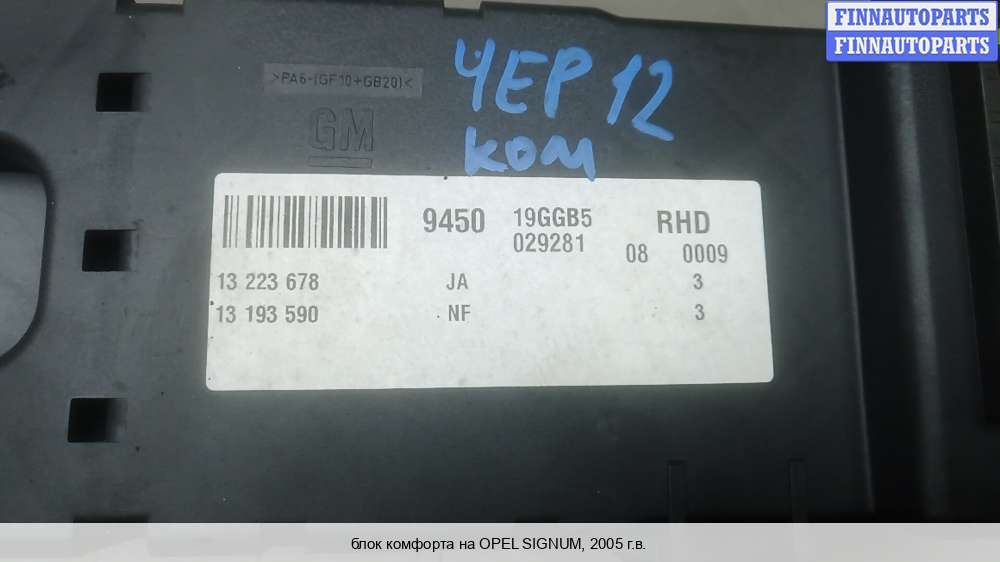 FINNAUTOPARTS
FINNAUTOPARTS
>PA6-(GF10+GB20)<
GM
ЧЕР 12
КОМ
9450 19GGB5 RHD
029281 08 0009
13 223 678 JA 3
13 193 590 NF 3
блок комфорта на OPEL SIGNUM, 2005 г.в.